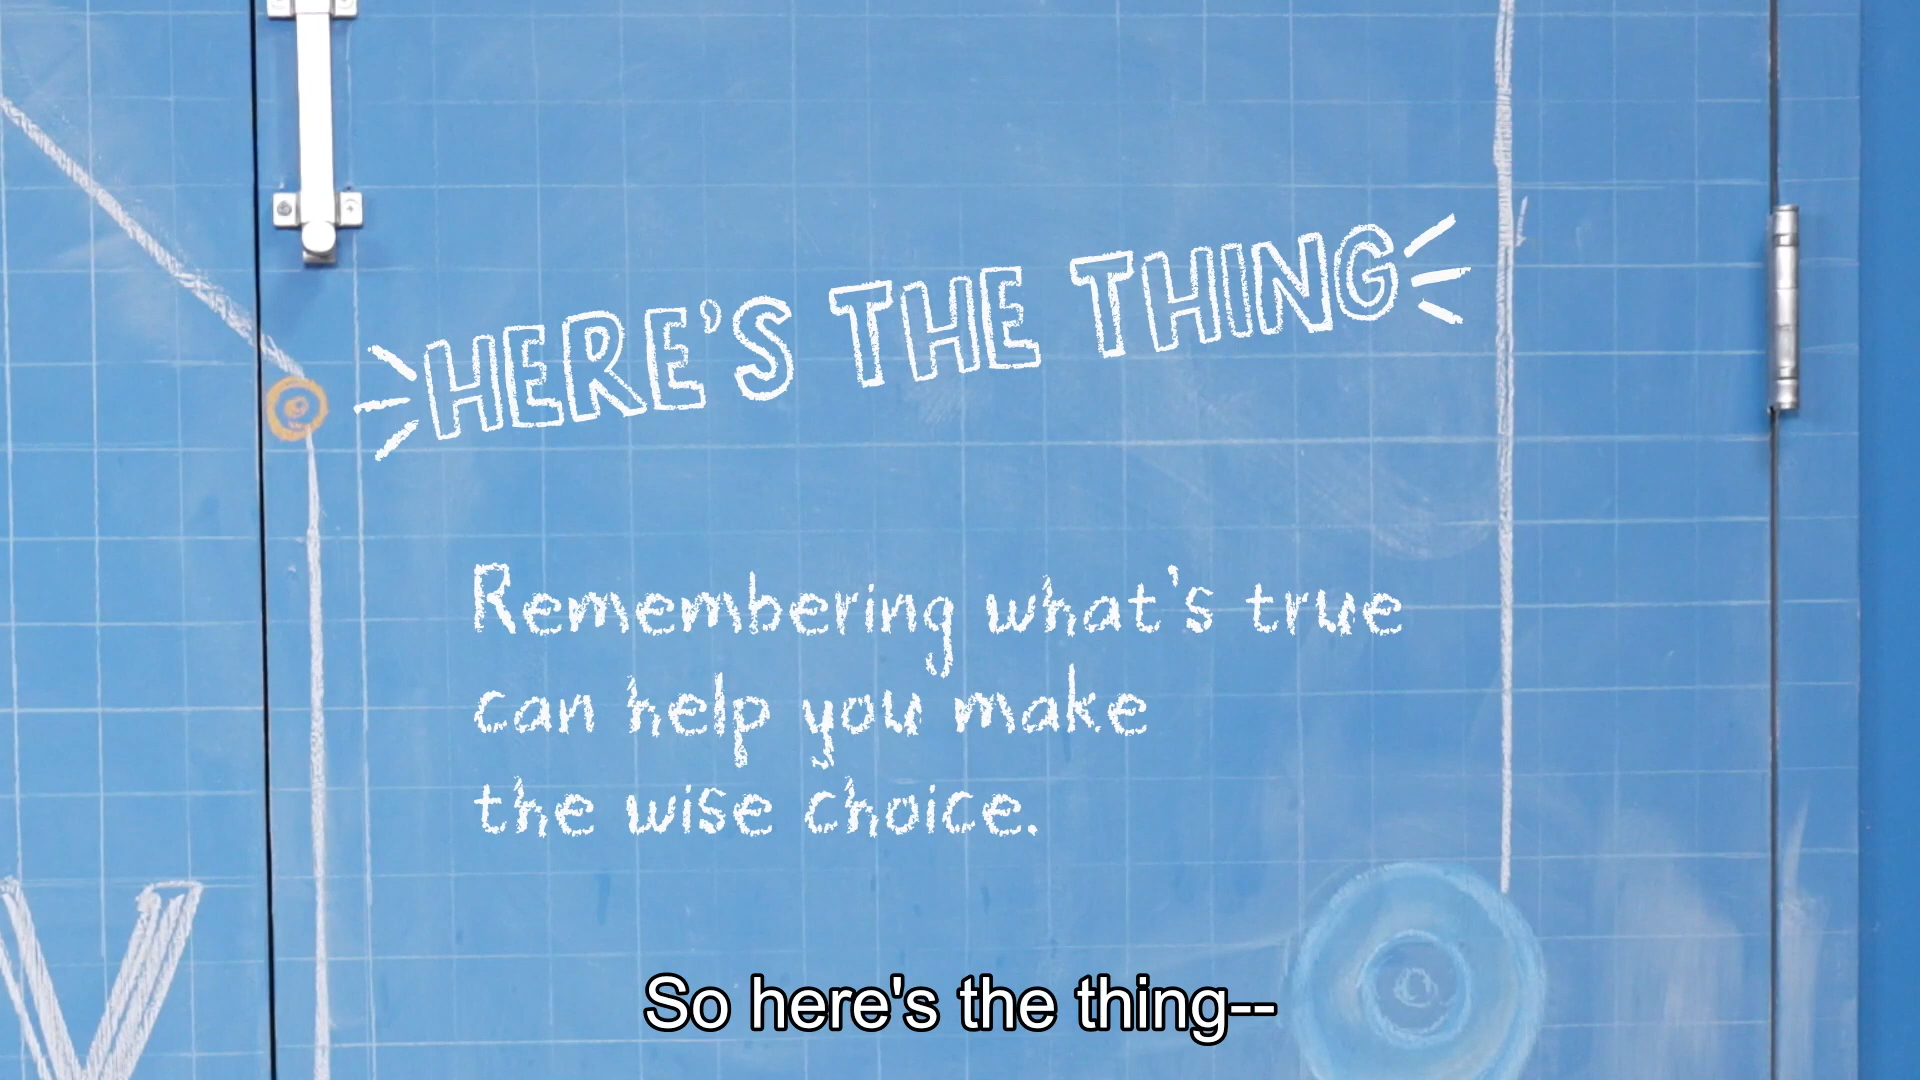 HERE'S THE THING
Remembering what's true
can help you make
the wise choice.
So here's the thing--